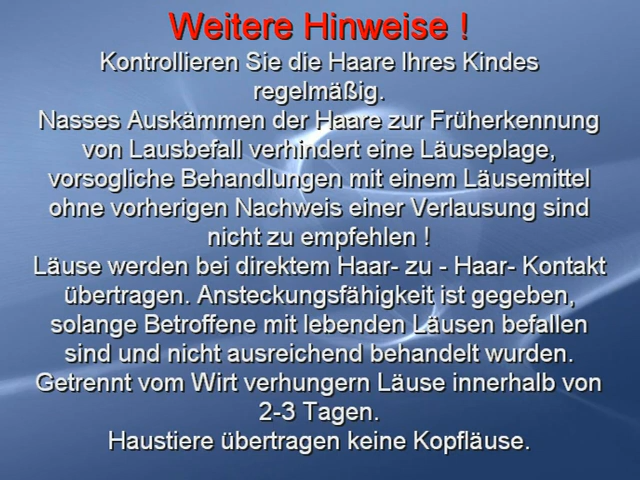 Weitere Hinweise !
Kontrollieren Sie die Haare Ihres Kindes
regelmäßig.
Nasses Auskämmen der Haare zur Früherkennung
von Lausbefall verhindert eine Läuseplage,
vorsogliche Behandlungen mit einem Läusemittel
ohne vorherigen Nachweis einer Verlausung sind
nicht zu empfehlen !
Läuse werden bei direktem Haar- zu - Haar- Kontakt
übertragen. Ansteckungsfähigkeit ist gegeben,
solange Betroffene mit lebenden Läusen befallen
sind und nicht ausreichend behandelt wurden.
Getrennt vom Wirt verhungern Läuse innerhalb von
2-3 Tagen.
Haustiere übertragen keine Kopfläuse.